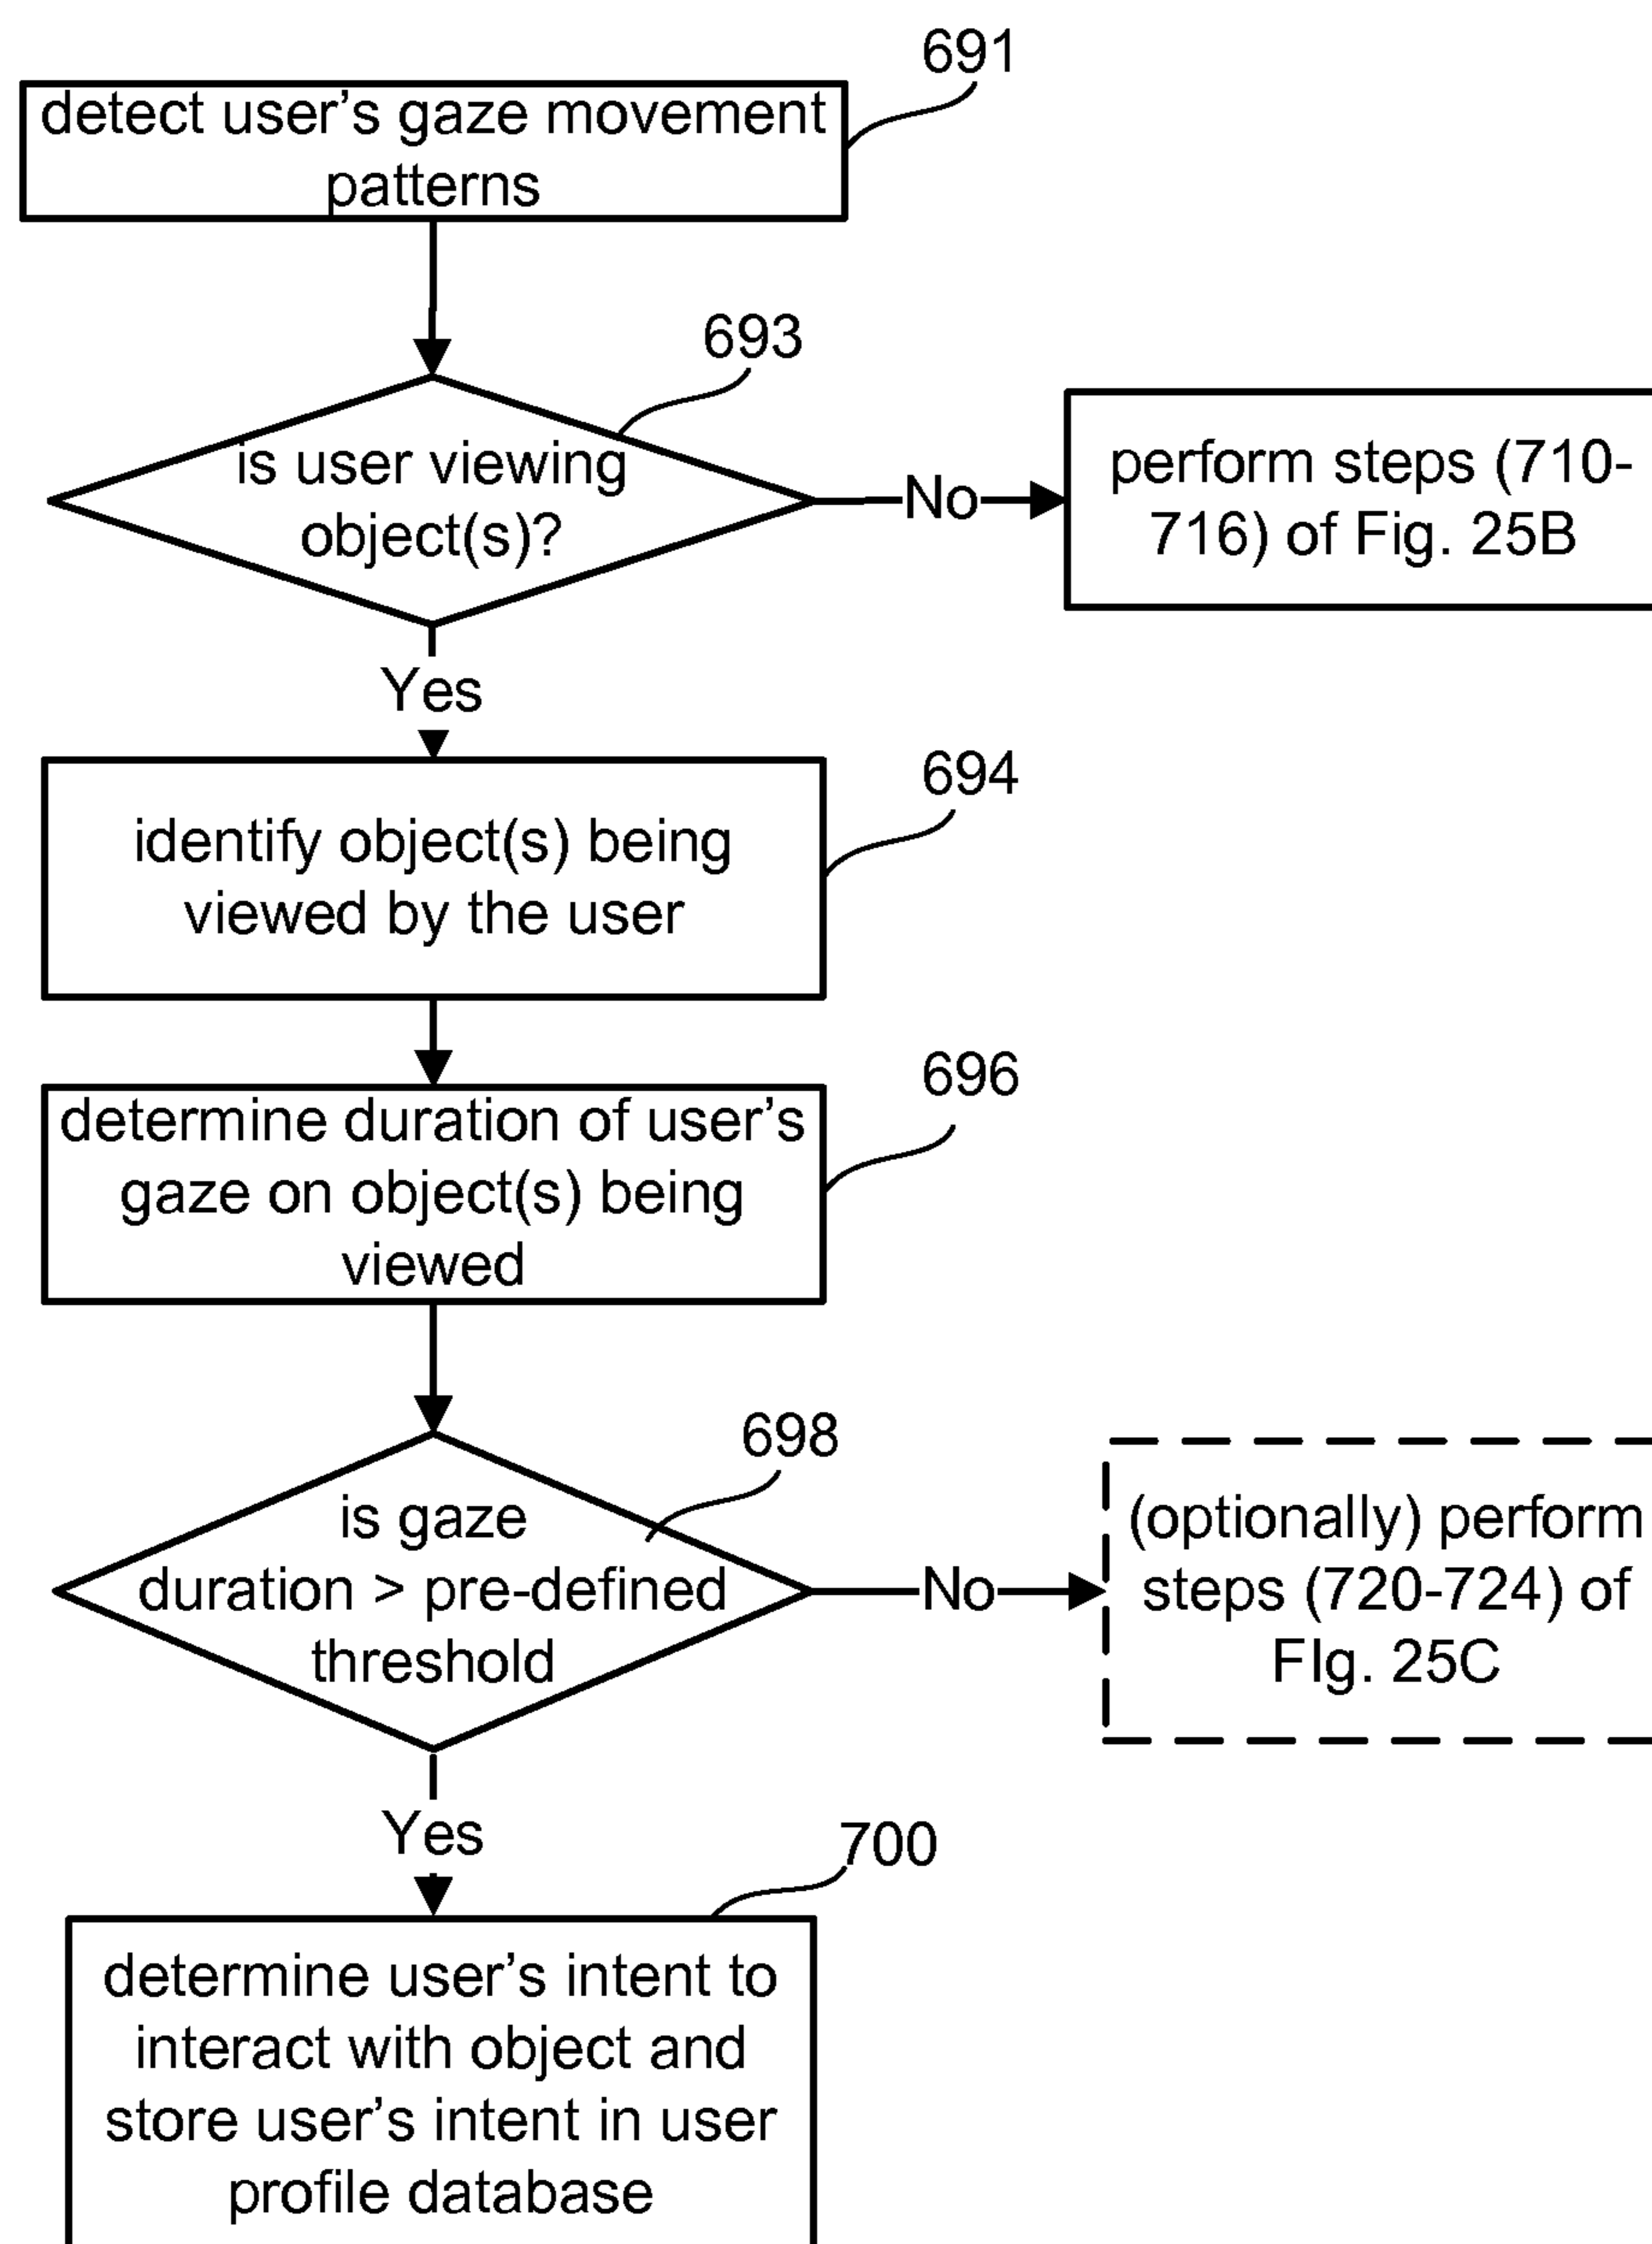 691
detect user’s gaze movement
patterns
693
is user viewing
object(s)?
No
perform steps (710-
716) of Fig. 25B
Yes
694
identify object(s) being
viewed by the user
696
determine duration of user’s
gaze on object(s) being
viewed
698
is gaze
duration > pre-defined
threshold
No
(optionally) perform
steps (720-724) of
FIg. 25C
Yes
700
determine user’s intent to
interact with object and
store user’s intent in user
profile database